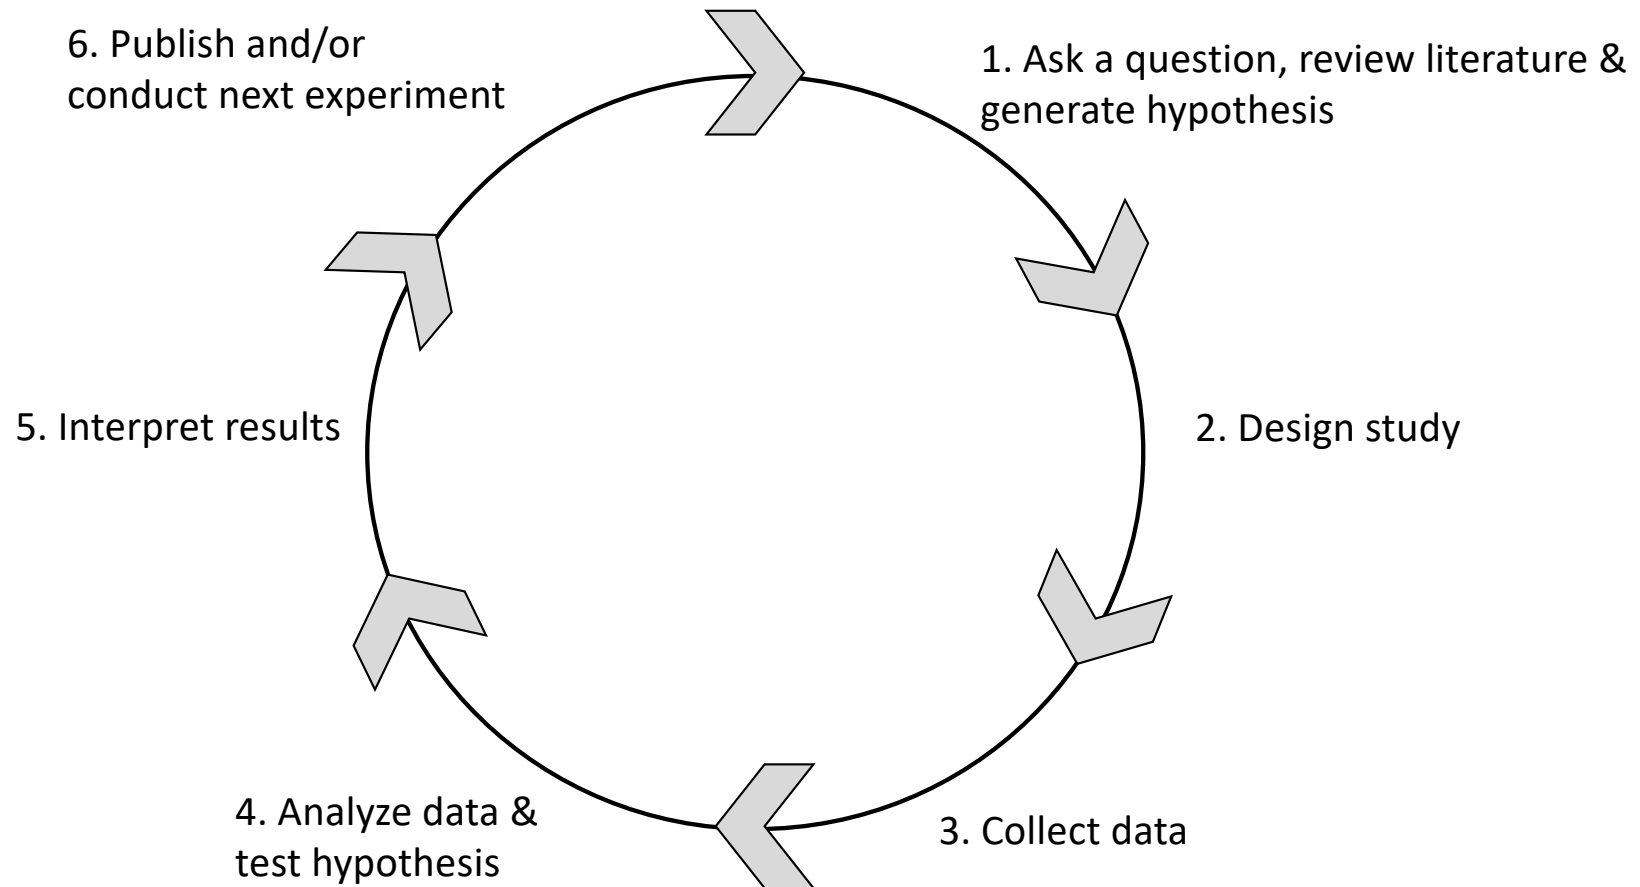 6. Publish and/or
conduct next experiment
1. Ask a question, review literature &
generate hypothesis
5. Interpret results
2. Design study
4. Analyze data &
test hypothesis
3. Collect data